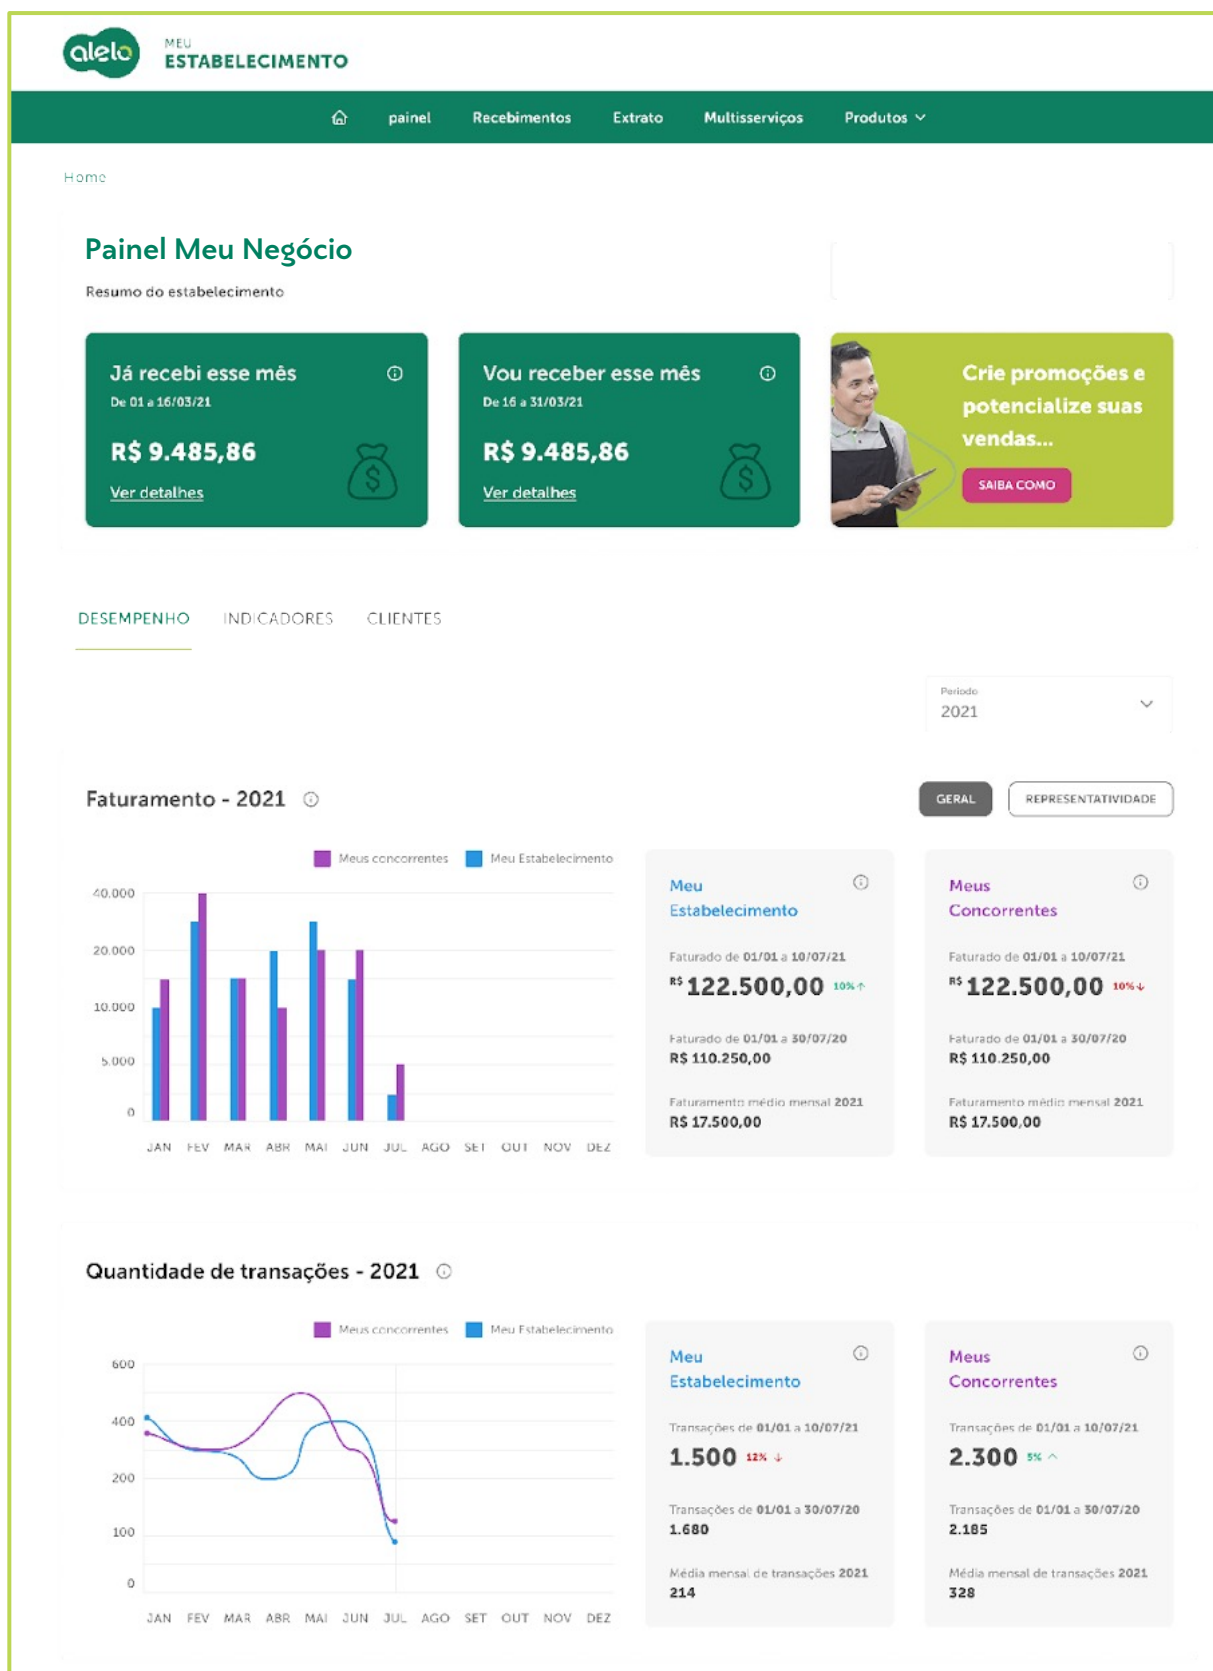 alelo
MEU
ESTABELECIMENTO
painel Recebimentos Extrato Multisserviços Produtos
Home
Painel Meu Negócio
Resumo do estabelecimento
Já recebi esse mês
De 01 a 16/03/21
R$ 9.485,86
Ver detalhes
Vou receber esse mês
De 16 a 31/03/21
R$ 9.485,86
Ver detalhes
Crie promoções e
potencialize suas
vendas...
SAIBA COMO
DESEMPENHO INDICADORES CLIENTES
Período
2021
Faturamento - 2021
GERAL REPRESENTATIVIDADE
Meus concorrentes Meu Estabelecimento
40.000
20.000
10.000
5.000
0
JAN FEV MAR ABR MAI JUN JUL AGO SET OUT NOV DEZ
Meu
Estabelecimento
Faturado de 01/01 a 10/07/21
R$ 122.500,00 10%
Faturado de 01/01 a 30/07/20
R$ 110.250,00
Faturamento médio mensal 2021
R$ 17.500,00
Meus
Concorrentes
Faturado de 01/01 a 10/07/21
R$ 122.500,00 10%
Faturado de 01/01 a 30/07/20
R$ 110.250,00
Faturamento médio mensal 2021
R$ 17.500,00
Quantidade de transações - 2021
Meus concorrentes Meu Estabelecimento
600
400
200
100
0
JAN FEV MAR ABR MAI JUN JUL AGO SET OUT NOV DEZ
Meu
Estabelecimento
Transações de 01/01 a 10/07/21
1.500 12%
Transações de 01/01 a 30/07/20
1.680
Média mensal de transações 2021
214
Meus
Concorrentes
Transações de 01/01 a 10/07/21
2.300 5%
Transações de 01/01 a 30/07/20
2.185
Média mensal de transações 2021
328